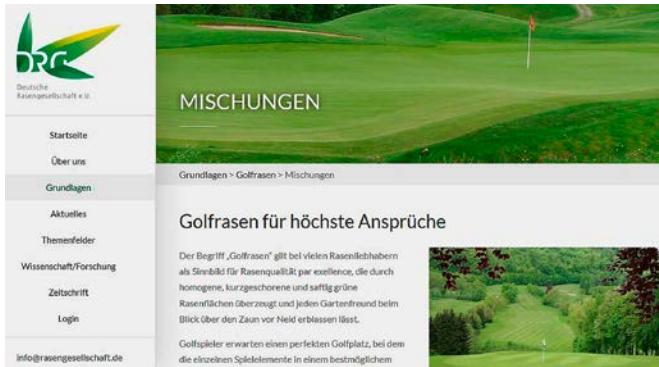 DRG
Deutsche
Rasengesellschaft e.V.
Startseite
Über uns
Grundlagen
Aktuelles
Themenfelder
Wissenschaft/Forschung
Zeitschrift
Login
info@rasengesellschaft.de
MISCHUNGEN
Grundlagen > Golfrasen > Mischungen
Golfrasen für höchste Ansprüche
Der Begriff „Golfrasen“ gilt bei vielen Rasenliebhabern
als Sinnbild für Rasenqualität par exellence, die durch
homogene, kurzgeschorene und saftig grüne
Rasenflächen überzeugt und jeden Gartenfreund beim
Blick über den Zaun vor Neid erblassen lässt.
Golfspieler erwarten einen perfekten Golfplatz, bei dem
die einzelnen Spielelemente in einem bestmöglichem